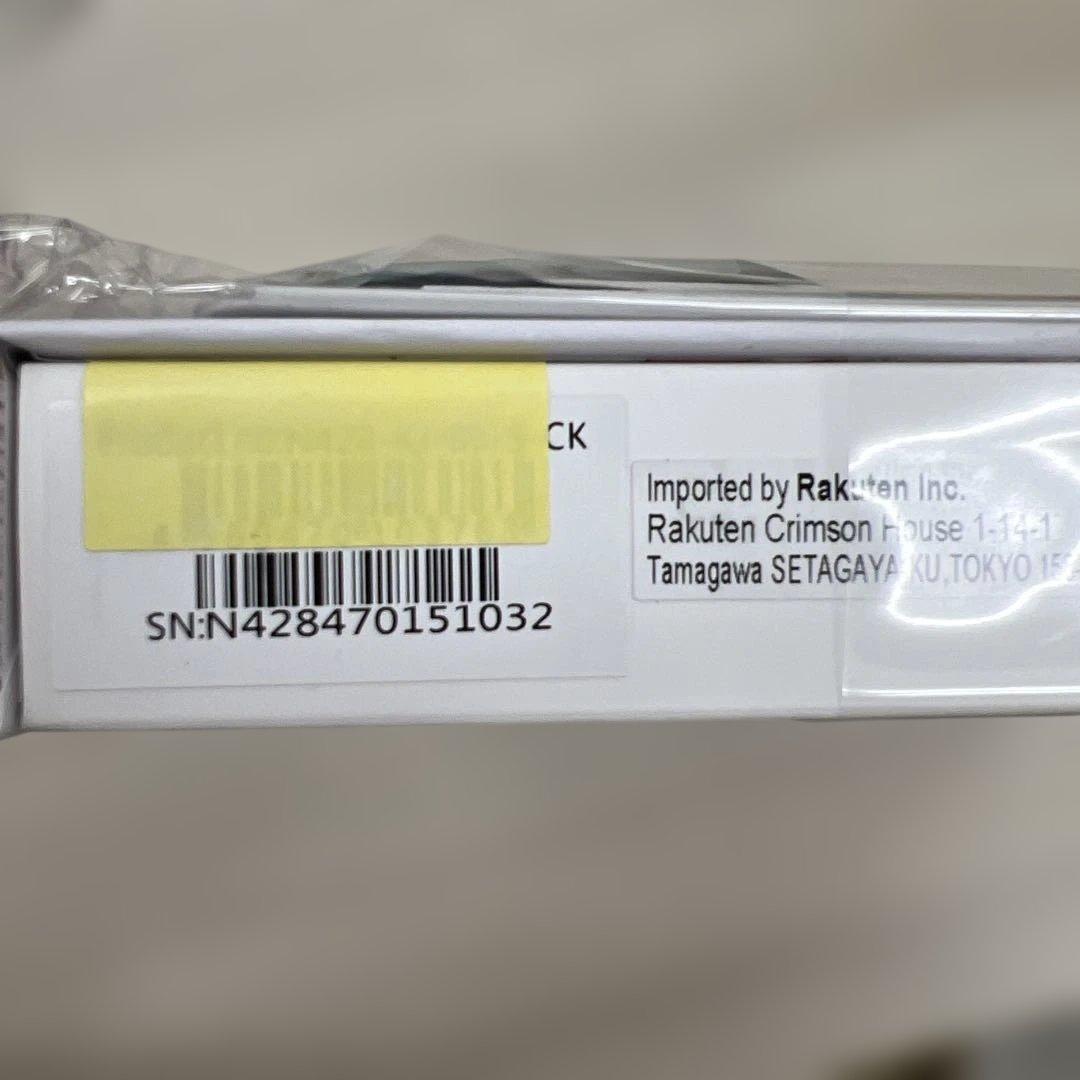 CK
SN:N428470151032
Imported by Rakuten Inc.
Rakuten Crimson House 1-14-1
Tamagawa SETAGAYA-KU,TOKYO